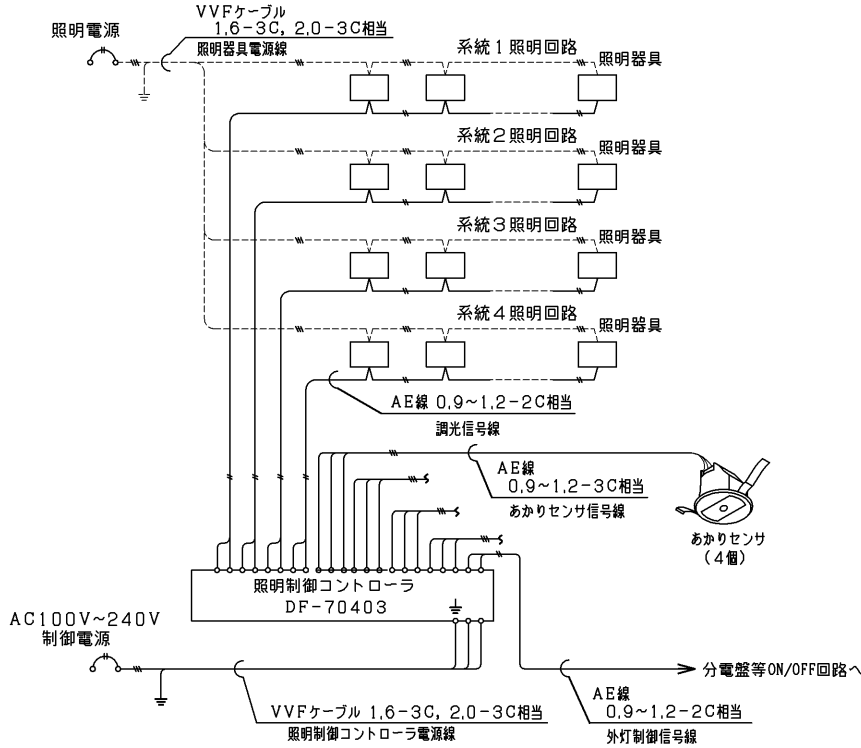 VVFケーブル
1,6-3C, 2,0-3C相当
照明器具電源線
照明電源
系統1照明回路
照明器具
系統2照明回路
照明器具
系統3照明回路
照明器具
系統4照明回路
照明器具
AE線 0,9~1,2-2C相当
調光信号線
AE線
0,9~1,2-3C相当
あかりセンサ信号線
あかりセンサ
(4個)
照明制御コントローラ
DF-70403
AC100V~240V
制御電源
分電盤等ON/OFF回路へ
VVFケーブル 1,6-3C, 2,0-3C相当
照明制御コントローラ電源線
AE線
0,9~1,2-2C相当
外灯制御信号線